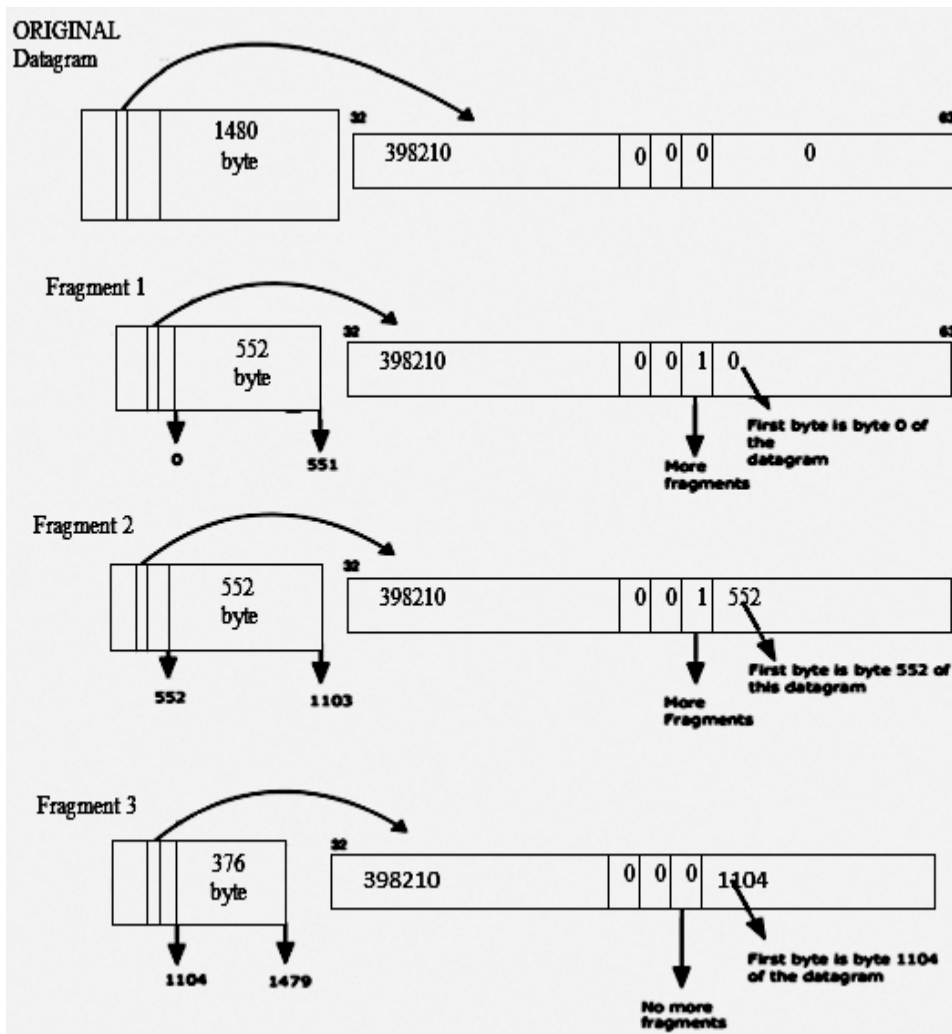 ORIGINAL
Datagram
1480
byte
32
63
398210
0
0
0
0
Fragment 1
552
byte
0
551
32
63
398210
0
0
1
0
First byte is byte 0 of
the
datagram
More
fragments
Fragment 2
552
byte
552
1103
32
398210
0
0
1
552
First byte is byte 552 of
this datagram
More
Fragments
Fragment 3
376
byte
1104
1479
32
398210
0
0
0
1104
First byte is byte 1104
of the datagram
No more
fragments